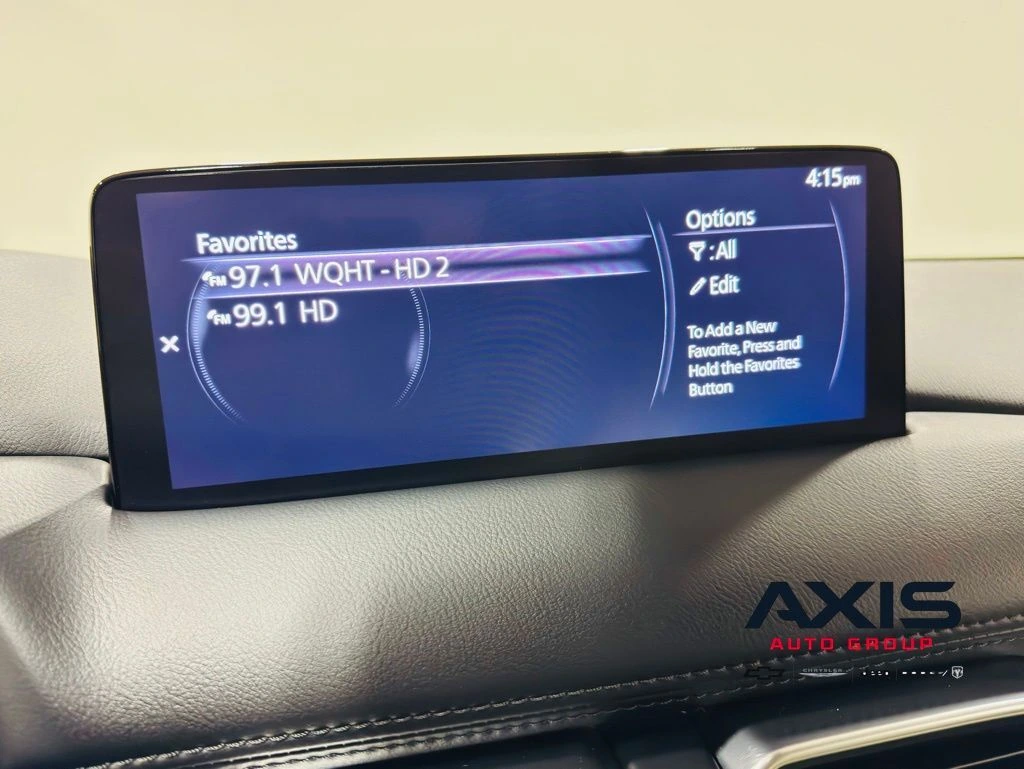 4:15pm
Favorites
FM 97.1 WQHT - HD 2
FM 99.1 HD
Options
:All
Edit
To Add a New
Favorite, Press and
Hold the Favorites
Button
AXIS
AUTO GROUP
CHRYSLER